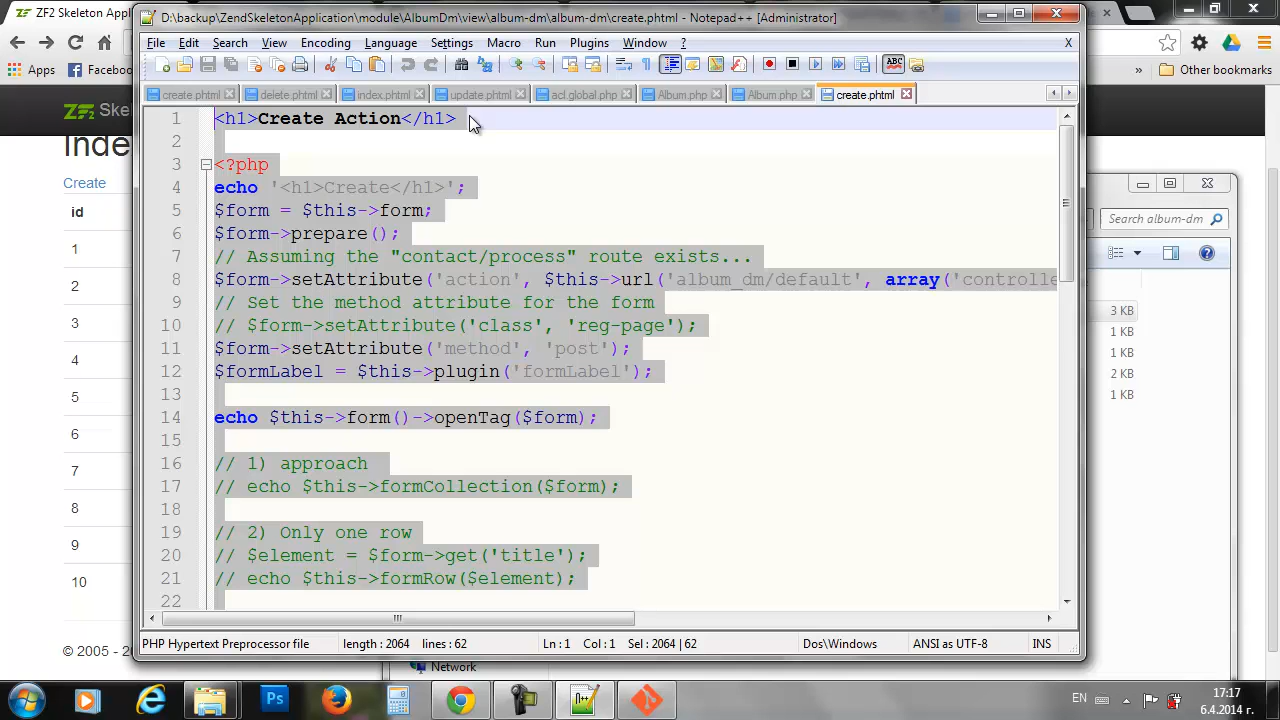 ZF2 Skeleton Application
D:\backup\ZendSkeletonApplication\module\AlbumDm\view\album-dm\album-dm\create.phtml - Notepad++ [Administrator]
File Edit Search View Encoding Language Settings Macro Run Plugins Window ? X
Apps Facebook
» Other bookmarks
create.phtml delete.phtml index.phtml update.phtml acl.global.php Album.php Album.php create.phtml
ZF2 Sk
Index
Create
id
1
2
3
4
5
6
7
8
9
10
© 2005 -
1 <h1>Create Action</h1>
2
3 <?php
4 echo '<h1>Create</h1>';
5 $form = $this->form;
6 $form->prepare();
7 // Assuming the "contact/process" route exists...
8 $form->setAttribute('action', $this->url('album_dm/default', array('controlle
9 // Set the method attribute for the form
10 // $form->setAttribute('class', 'reg-page');
11 $form->setAttribute('method', 'post');
12 $formLabel = $this->plugin('formLabel');
13
14 echo $this->form()->openTag($form);
15
16 // 1) approach
17 // echo $this->formCollection($form);
18
19 // 2) Only one row
20 // $element = $form->get('title');
21 // echo $this->formRow($element);
22
Search album-dm
3 KB
1 KB
1 KB
2 KB
1 KB
PHP Hypertext Preprocessor file length : 2064 lines : 62 Ln : 1 Col : 1 Sel : 2064 | 62 Dos\Windows ANSI as UTF-8 INS
Network
EN 17:17
6.4.2014 г.